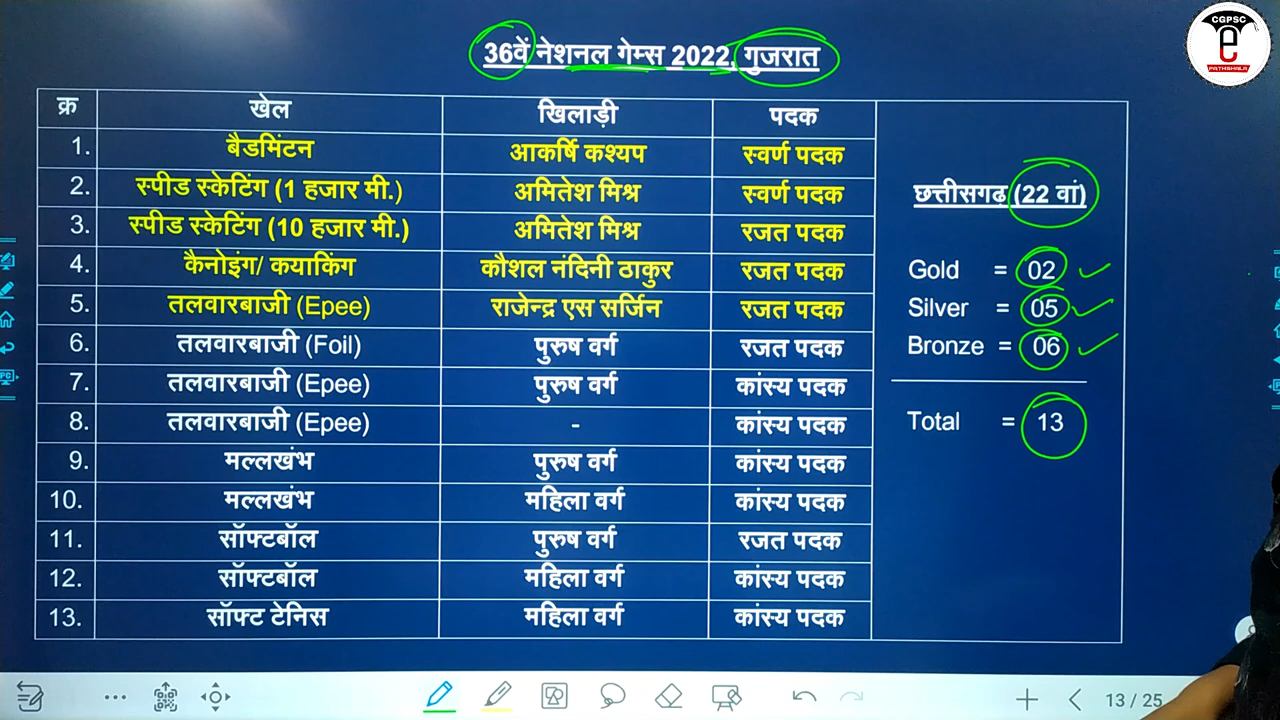 CGPSC
e
PATHSHALA
36वें नेशनल गेम्स 2022, गुजरात
क्र खेल खिलाड़ी पदक
1. बैडमिंटन आकर्षि कश्यप स्वर्ण पदक
2. स्पीड स्केटिंग (1 हजार मी.) अमितेश मिश्र स्वर्ण पदक
3. स्पीड स्केटिंग (10 हजार मी.) अमितेश मिश्र रजत पदक
4. कैनोइंग/ कयाकिंग कौशल नंदिनी ठाकुर रजत पदक
5. तलवारबाजी (Epee) राजेन्द्र एस सर्जिन रजत पदक
6. तलवारबाजी (Foil) पुरुष वर्ग रजत पदक
7. तलवारबाजी (Epee) पुरुष वर्ग कांस्य पदक
8. तलवारबाजी (Epee) - कांस्य पदक
9. मल्लखंभ पुरुष वर्ग कांस्य पदक
10. मल्लखंभ महिला वर्ग कांस्य पदक
11. सॉफ्टबॉल पुरुष वर्ग रजत पदक
12. सॉफ्टबॉल महिला वर्ग कांस्य पदक
13. सॉफ्ट टेनिस महिला वर्ग कांस्य पदक
छत्तीसगढ (22 वां)
Gold = 02
Silver = 05
Bronze = 06
Total = 13
13 / 25